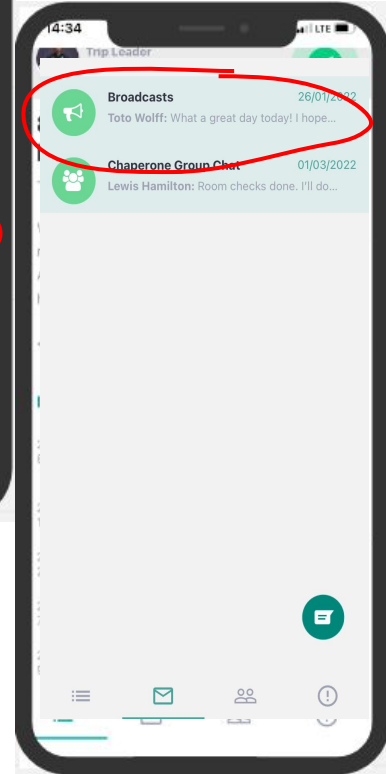 14:34
LTE
Trip Leader
Broadcasts
26/01/2022
Toto Wolff: What a great day today! I hope...
Chaperone Group Chat
01/03/2022
Lewis Hamilton: Room checks done. I'll do...